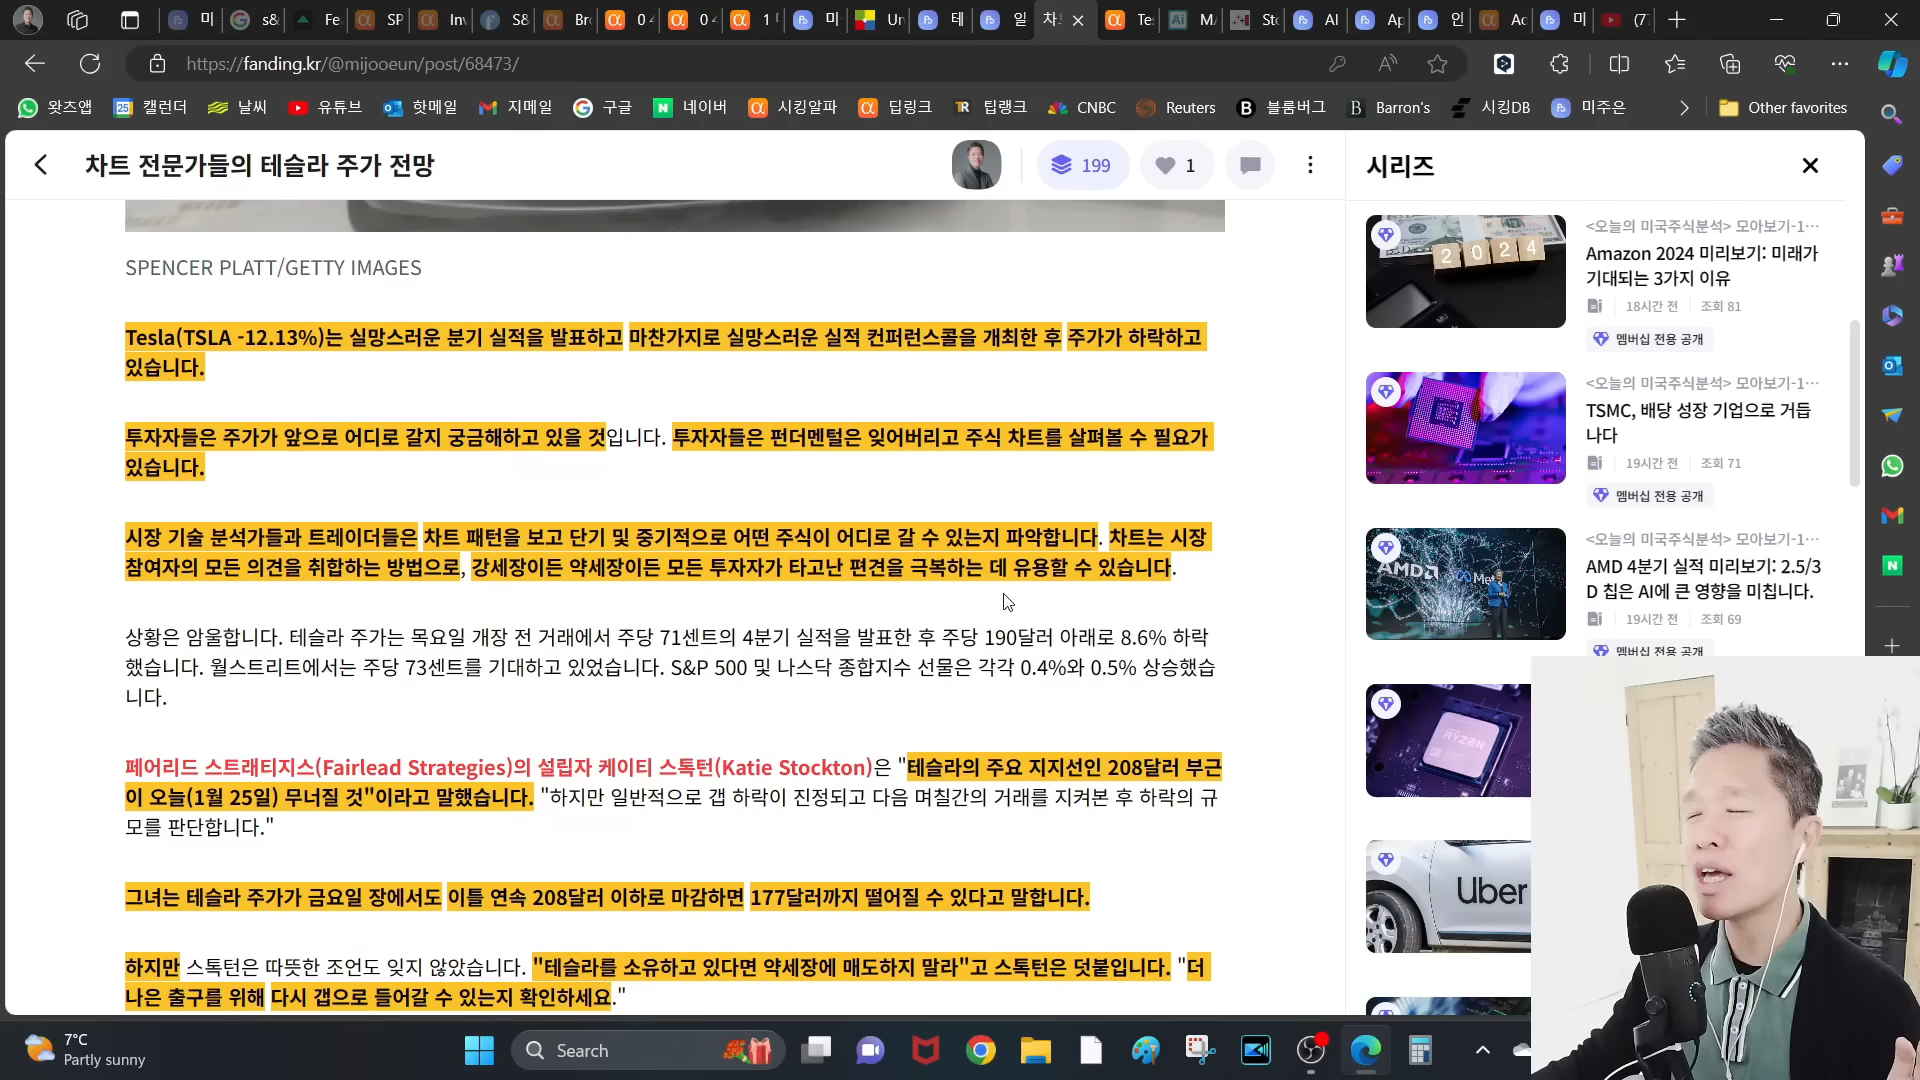 미
s&
Fe
SP
Inv
S&
Bre
0 4
0 4
1 
미
Un
테
일
차
Te
M
Sto
AI
Ap
인
Ac
미
(7
https://fanding.kr/@mijooeun/post/68473/
왓츠앱
캘린더
날씨
유튜브
핫메일
지메일
구글
네이버
시킹알파
딥링크
팁랭크
CNBC
Reuters
블룸버그
Barron's
시킹DB
미주은
Other favorites
차트 전문가들의 테슬라 주가 전망
199
1
SPENCER PLATT/GETTY IMAGES
Tesla(TSLA -12.13%)는 실망스러운 분기 실적을 발표하고 마찬가지로 실망스러운 실적 컨퍼런스콜을 개최한 후 주가가 하락하고
있습니다.
투자자들은 주가가 앞으로 어디로 갈지 궁금해하고 있을 것입니다. 투자자들은 펀더멘털은 잊어버리고 주식 차트를 살펴볼 수 필요가
있습니다.
시장 기술 분석가들과 트레이더들은 차트 패턴을 보고 단기 및 중기적으로 어떤 주식이 어디로 갈 수 있는지 파악합니다. 차트는 시장
참여자의 모든 의견을 취합하는 방법으로, 강세장이든 약세장이든 모든 투자자가 타고난 편견을 극복하는 데 유용할 수 있습니다.
상황은 암울합니다. 테슬라 주가는 목요일 개장 전 거래에서 주당 71센트의 4분기 실적을 발표한 후 주당 190달러 아래로 8.6% 하락
했습니다. 월스트리트에서는 주당 73센트를 기대하고 있었습니다. S&P 500 및 나스닥 종합지수 선물은 각각 0.4%와 0.5% 상승했습
니다.
페어리드 스트래티지스(Fairlead Strategies)의 설립자 케이티 스톡턴(Katie Stockton)은 "테슬라의 주요 지지선인 208달러 부근
이 오늘(1월 25일) 무너질 것"이라고 말했습니다. "하지만 일반적으로 갭 하락이 진정되고 다음 며칠간의 거래를 지켜본 후 하락의 규
모를 판단합니다."
그녀는 테슬라 주가가 금요일 장에서도 이틀 연속 208달러 이하로 마감하면 177달러까지 떨어질 수 있다고 말합니다.
하지만 스톡턴은 따뜻한 조언도 잊지 않았습니다. "테슬라를 소유하고 있다면 약세장에 매도하지 말라"고 스톡턴은 덧붙입니다. "더
나은 출구를 위해 다시 갭으로 들어갈 수 있는지 확인하세요."
시리즈
2 0 2 4
<오늘의 미국주식분석> 모아보기-1···
Amazon 2024 미리보기: 미래가
기대되는 3가지 이유
18시간 전
조회 81
멤버십 전용 공개
<오늘의 미국주식분석> 모아보기-1···
TSMC, 배당 성장 기업으로 거듭
나다
19시간 전
조회 71
멤버십 전용 공개
AMD
Met
<오늘의 미국주식분석> 모아보기-1···
AMD 4분기 실적 미리보기: 2.5/3
D 칩은 AI에 큰 영향을 미칩니다.
19시간 전
조회 69
멤버십 전용 공개
RYZEN
Uber
7°C
Partly sunny
Search